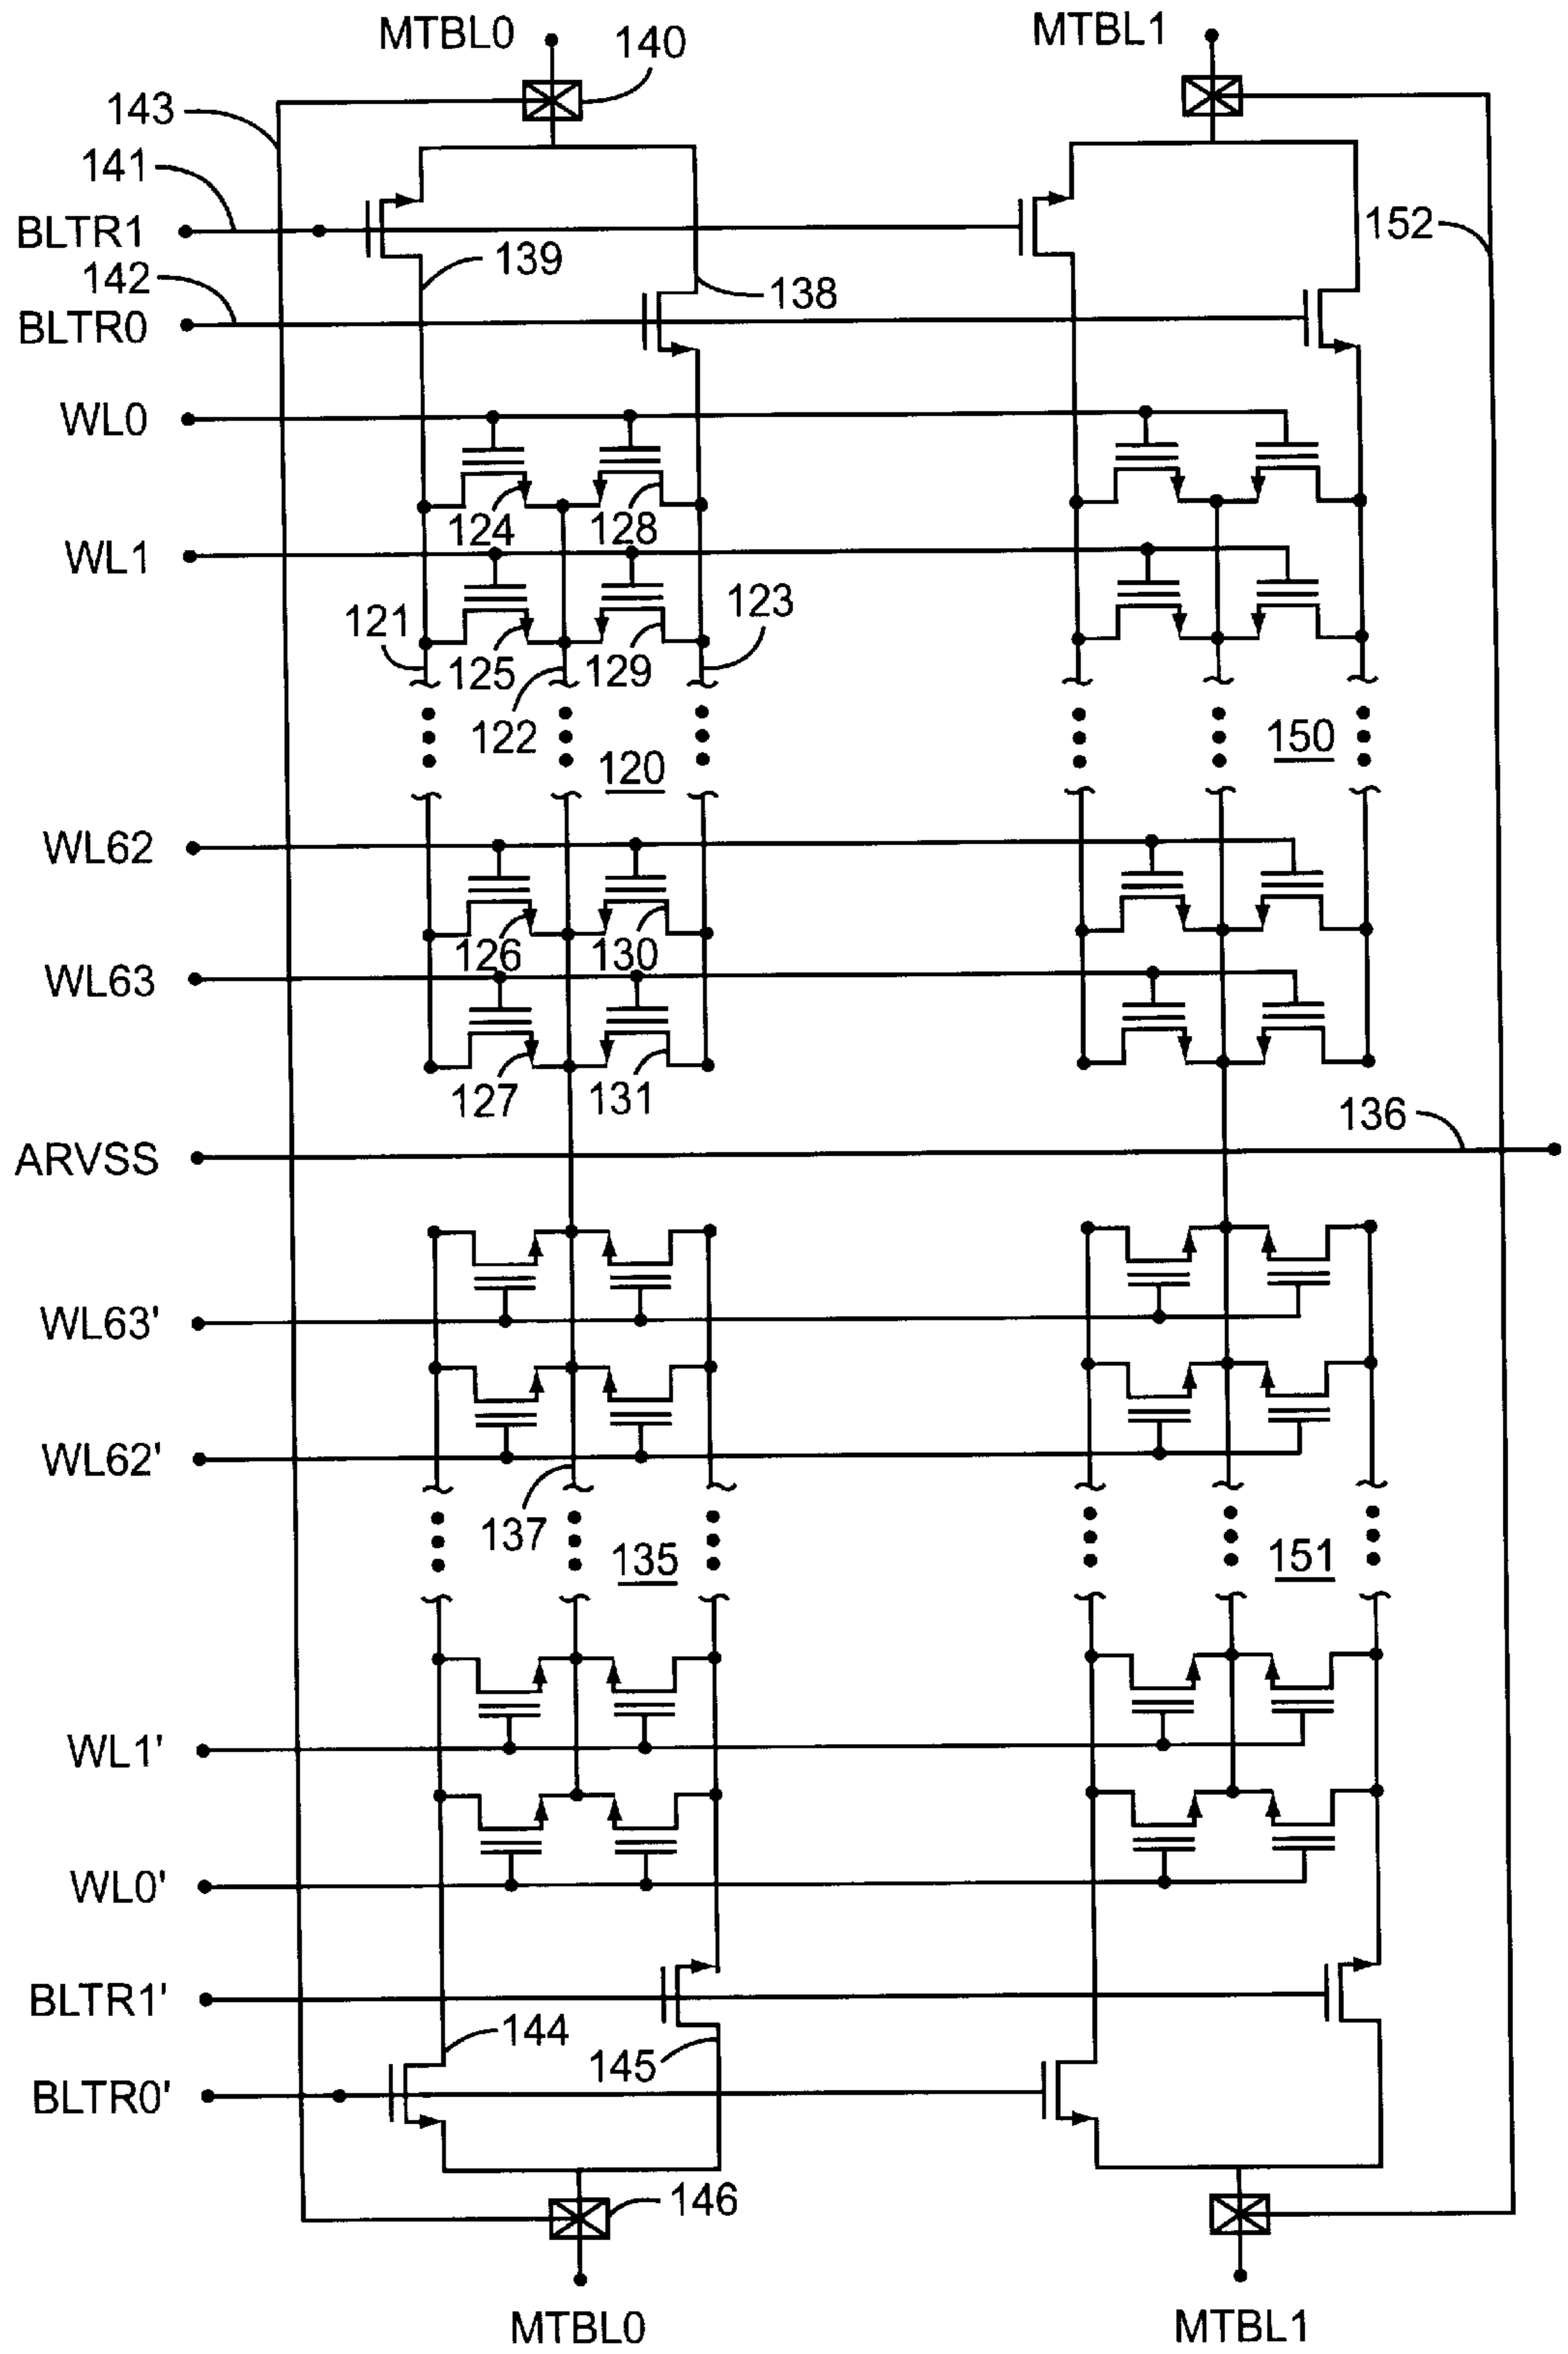 MTBL0
140
MTBL1
143
141
BLTR1
139
152
142
BLTR0
138
WL0
124
128
WL1
121
125
129
123
122
120
150
WL62
126
130
WL63
127
131
136
ARVSS
WL63'
WL62'
137
135
151
WL1'
WL0'
BLTR1'
144
145
BLTR0'
146
MTBL0
MTBL1